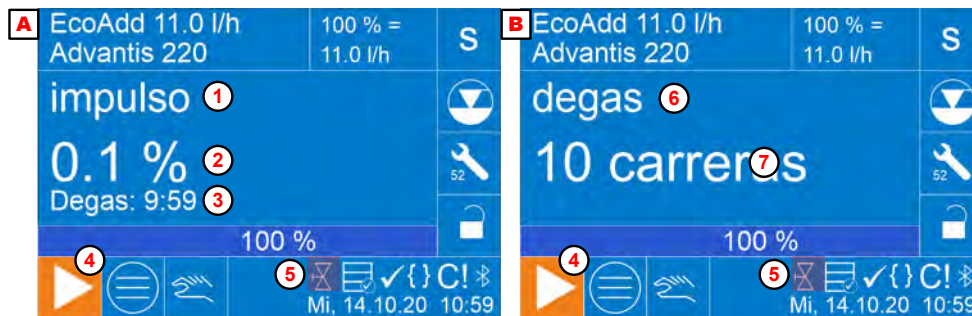 A
EcoAdd 11.0 l/h
Advantis 220
100 % =
11.0 l/h
S
impulso 1
0.1 % 2
Degas: 9:59 3
52
100 %
4
5
C!
Mi, 14.10.20 10:59
B
EcoAdd 11.0 l/h
Advantis 220
100 % =
11.0 l/h
S
degas 6
10 carreras 7
52
100 %
4
5
{} C!
Mi, 14.10.20 10:59